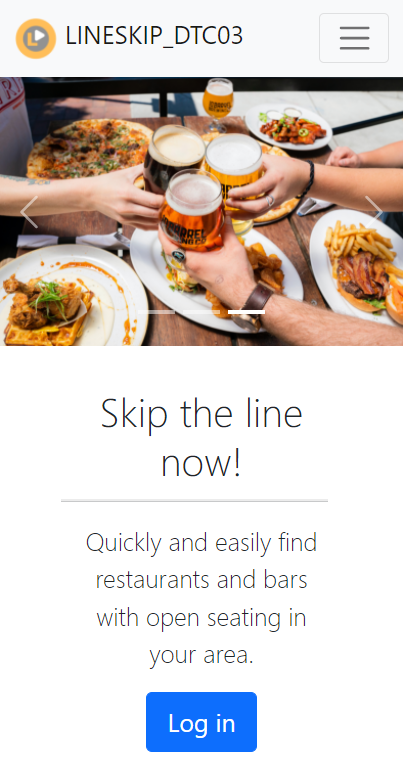 LINESKIP_DTC03
Skip the line
now!
Quickly and easily find
restaurants and bars
with open seating in
your area.
Log in